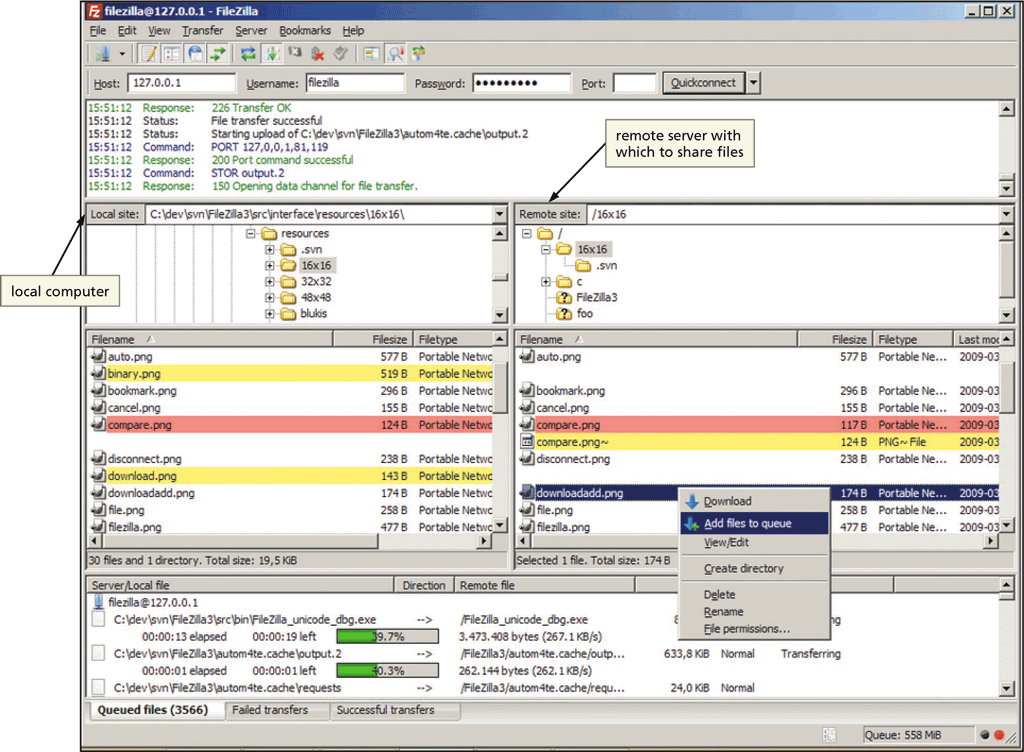 filezilla@127.0.0.1 - FileZilla
File Edit View Transfer Server Bookmarks Help
Host: 127.0.0.1 Username: filezilla Password: ●●●●●●●●● Port: Quickconnect
15:51:12 Response: 226 Transfer OK
15:51:12 Status: File transfer successful
15:51:12 Status: Starting upload of C:\dev\svn\FileZilla3\autom4te.cache\output.2
15:51:12 Command: PORT 127,0,0,1,81,119
15:51:12 Response: 200 Port command successful
15:51:12 Command: STOR output.2
15:51:12 Response: 150 Opening data channel for file transfer.
remote server with
which to share files
local computer
Local site: C:\dev\svn\FileZilla3\src\interface\resources\16x16\
resources
.svn
16x16
32x32
48x48
blukis
Remote site: /16x16
/
16x16
.svn
c
FileZilla3
foo
Filename Filesize Filetype
auto.png 577 B Portable Netwo
binary.png 519 B Portable Netwo
bookmark.png 296 B Portable Netwo
cancel.png 155 B Portable Netwo
compare.png 124 B Portable Netwo
disconnect.png 238 B Portable Netwo
download.png 143 B Portable Netwo
downloadadd.png 174 B Portable Netwo
file.png 258 B Portable Netwo
filezilla.png 477 B Portable Netwo
30 files and 1 directory. Total size: 19,5 KiB
Filename Filesize Filetype Last mod
auto.png 577 B Portable Ne... 2009-03
bookmark.png 296 B Portable Ne... 2009-03
cancel.png 155 B Portable Ne... 2009-03
compare.png 117 B Portable Ne... 2009-03
compare.png~ 124 B PNG~ File 2009-03
disconnect.png 238 B Portable Ne... 2009-03
downloadadd.png 174 B Portable Ne... 2009-03
file.png 258 B Portable Ne... 2009-03
filezilla.png 477 B Portable Ne... 2009-03
Selected 1 file. Total size: 174 B
Download
Add files to queue
View/Edit
Create directory
Delete
Rename
File permissions...
Server/Local file Direction Remote file
filezilla@127.0.0.1
C:\dev\svn\FileZilla3\src\bin\FileZilla_unicode_dbg.exe --> /FileZilla_unicode_dbg.exe
00:00:13 elapsed 00:00:19 left 39.7% 3.473.408 bytes (267.1 KB/s)
C:\dev\svn\FileZilla3\autom4te.cache\output.2 --> /FileZilla3/autom4te.cache/outp... 633,8 KiB Normal Transferring
00:00:01 elapsed 00:00:01 left 40.3% 262.144 bytes (262.1 KB/s)
C:\dev\svn\FileZilla3\autom4te.cache\requests --> /FileZilla3/autom4te.cache/requ... 24,0 KiB Normal
Queued files (3566) Failed transfers Successful transfers
Queue: 558 MiB